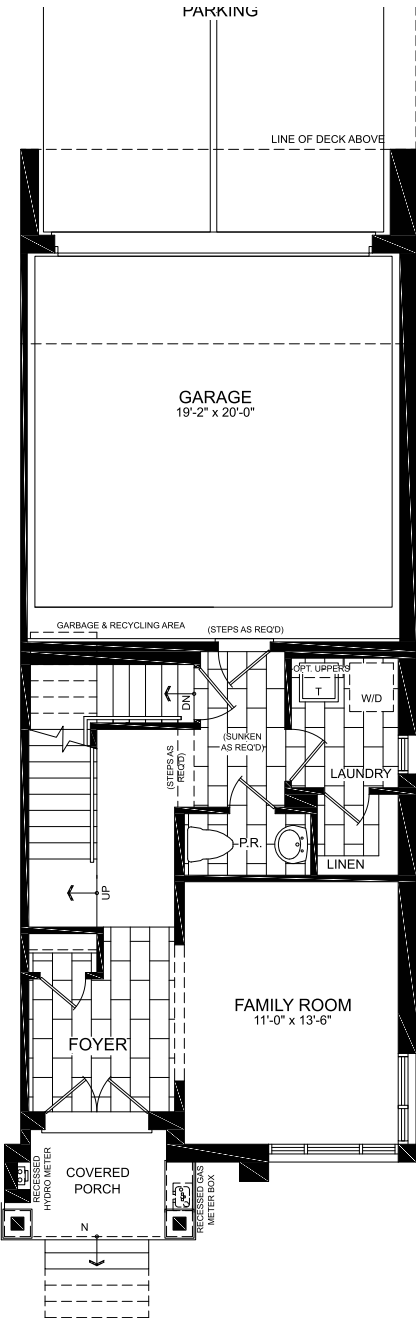 PARKING
LINE OF DECK ABOVE
GARAGE
19'-2" x 20'-0"
GARBAGE & RECYCLING AREA
(STEPS AS REQ'D)
OPT. UPPERS
T
W/D
DN
(SUNKEN
AS REQ'D)
(STEPS AS
REQ'D)
LAUNDRY
P.R.
LINEN
UP
FAMILY ROOM
11'-0" x 13'-6"
FOYER
COVERED
PORCH
RECESSED
HYDRO METER
RECESSED GAS
METER BOX
N